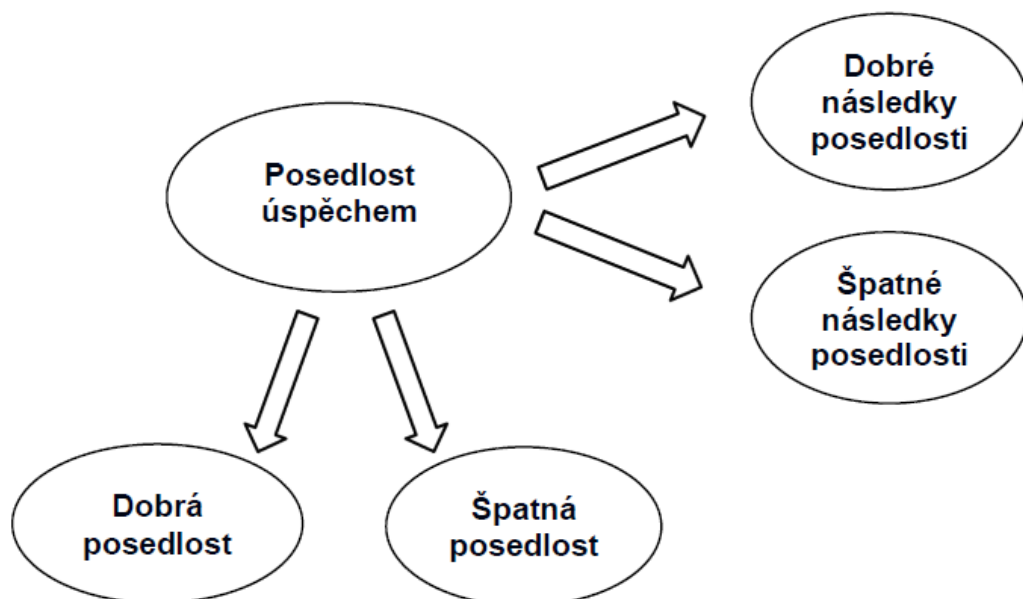 Dobré
následky
posedlosti
Posedlost
úspěchem
Špatné
následky
posedlosti
Dobrá
posedlost
Špatná
posedlost